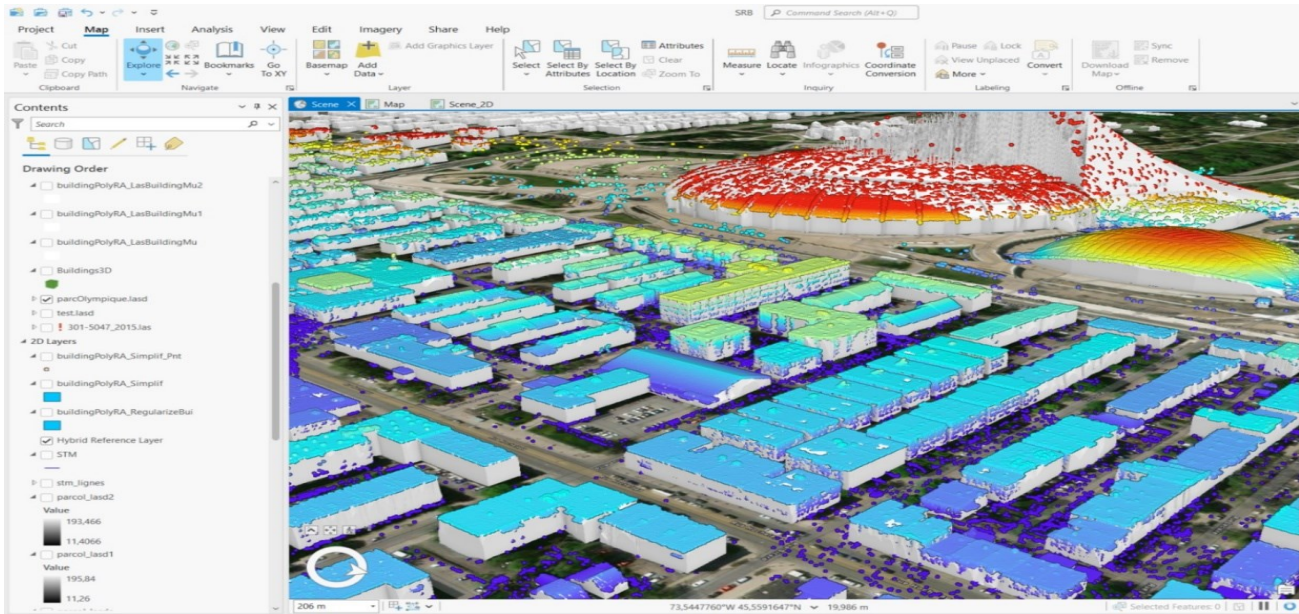 SRB
Command Search (Alt+Q)
Project Map Insert Analysis View Edit Imagery Share Help
Paste
Cut
Copy
Copy Path
Clipboard
Explore
Bookmarks
Go
To XY
Navigate
Basemap
Add
Data
Add Graphics Layer
Layer
Select
Select By
Attributes
Select By
Location
Attributes
Clear
Zoom To
Selection
Measure
Locate
Infographics
Coordinate
Conversion
Inquiry
Pause
Lock
View Unplaced
More
Convert
Labeling
Download
Map
Sync
Remove
Offline
Contents
Search
Drawing Order
buildingPolyRA_LasBuildingMu2
buildingPolyRA_LasBuildingMu1
buildingPolyRA_LasBuildingMu
Buildings3D
parcOlympique.lasd
test.lasd
301-5047_2015.las
2D Layers
buildingPolyRA_Simplif_Pnt
buildingPolyRA_Simplif
buildingPolyRA_RegularizeBui
Hybrid Reference Layer
STM
stm_lignes
parcol_lasd2
Value
193,466
11,4066
parcol_lasd1
Value
195,84
11,26
Scene
Map
Scene_2D
206 m
73,5447760°W 45,5591647°N
19,986 m
Selected Features: 0